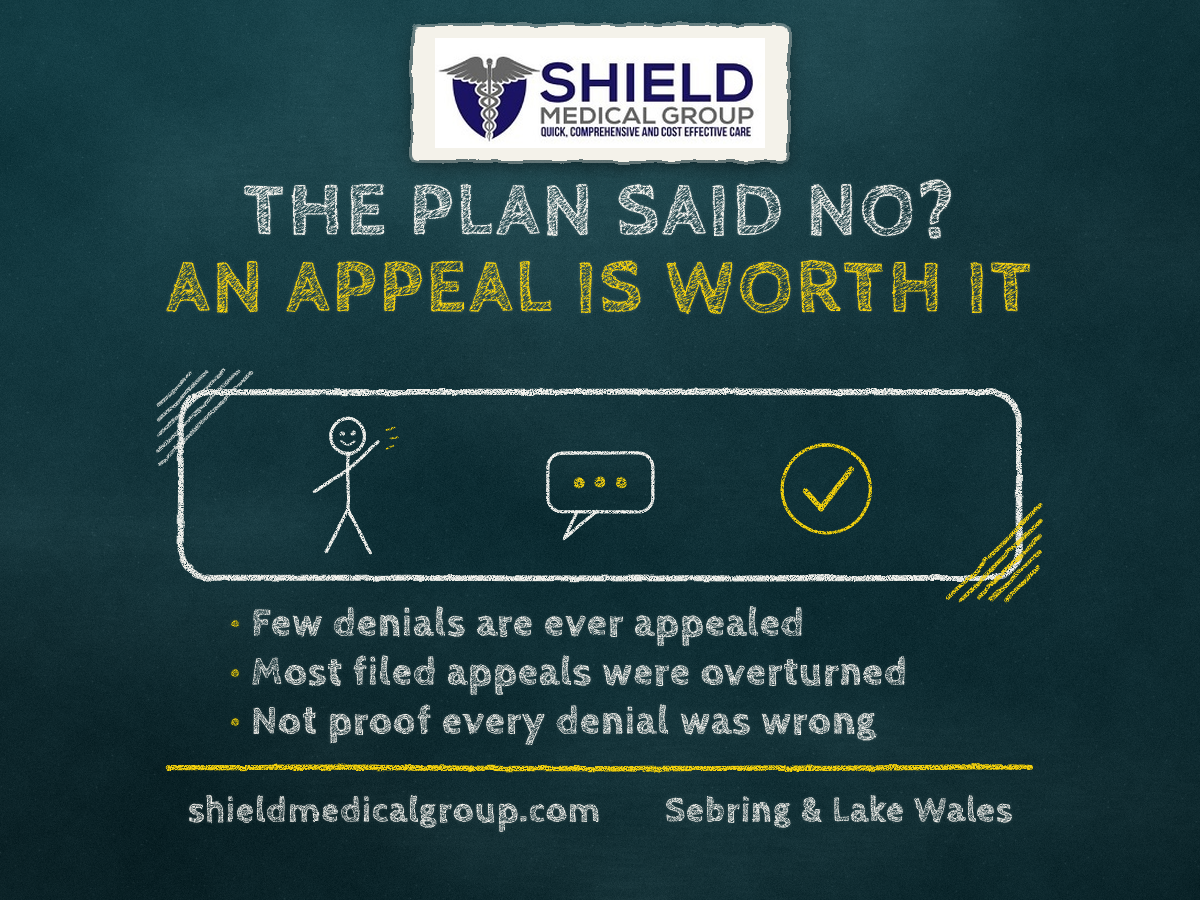 SHIELD
MEDICAL GROUP
QUICK, COMPREHENSIVE AND COST EFFECTIVE CARE
THE PLAN SAID NO?
AN APPEAL IS WORTH IT
• Few denials are ever appealed
• Most filed appeals were overturned
• Not proof every denial was wrong
shieldmedicalgroup.com Sebring & Lake Wales